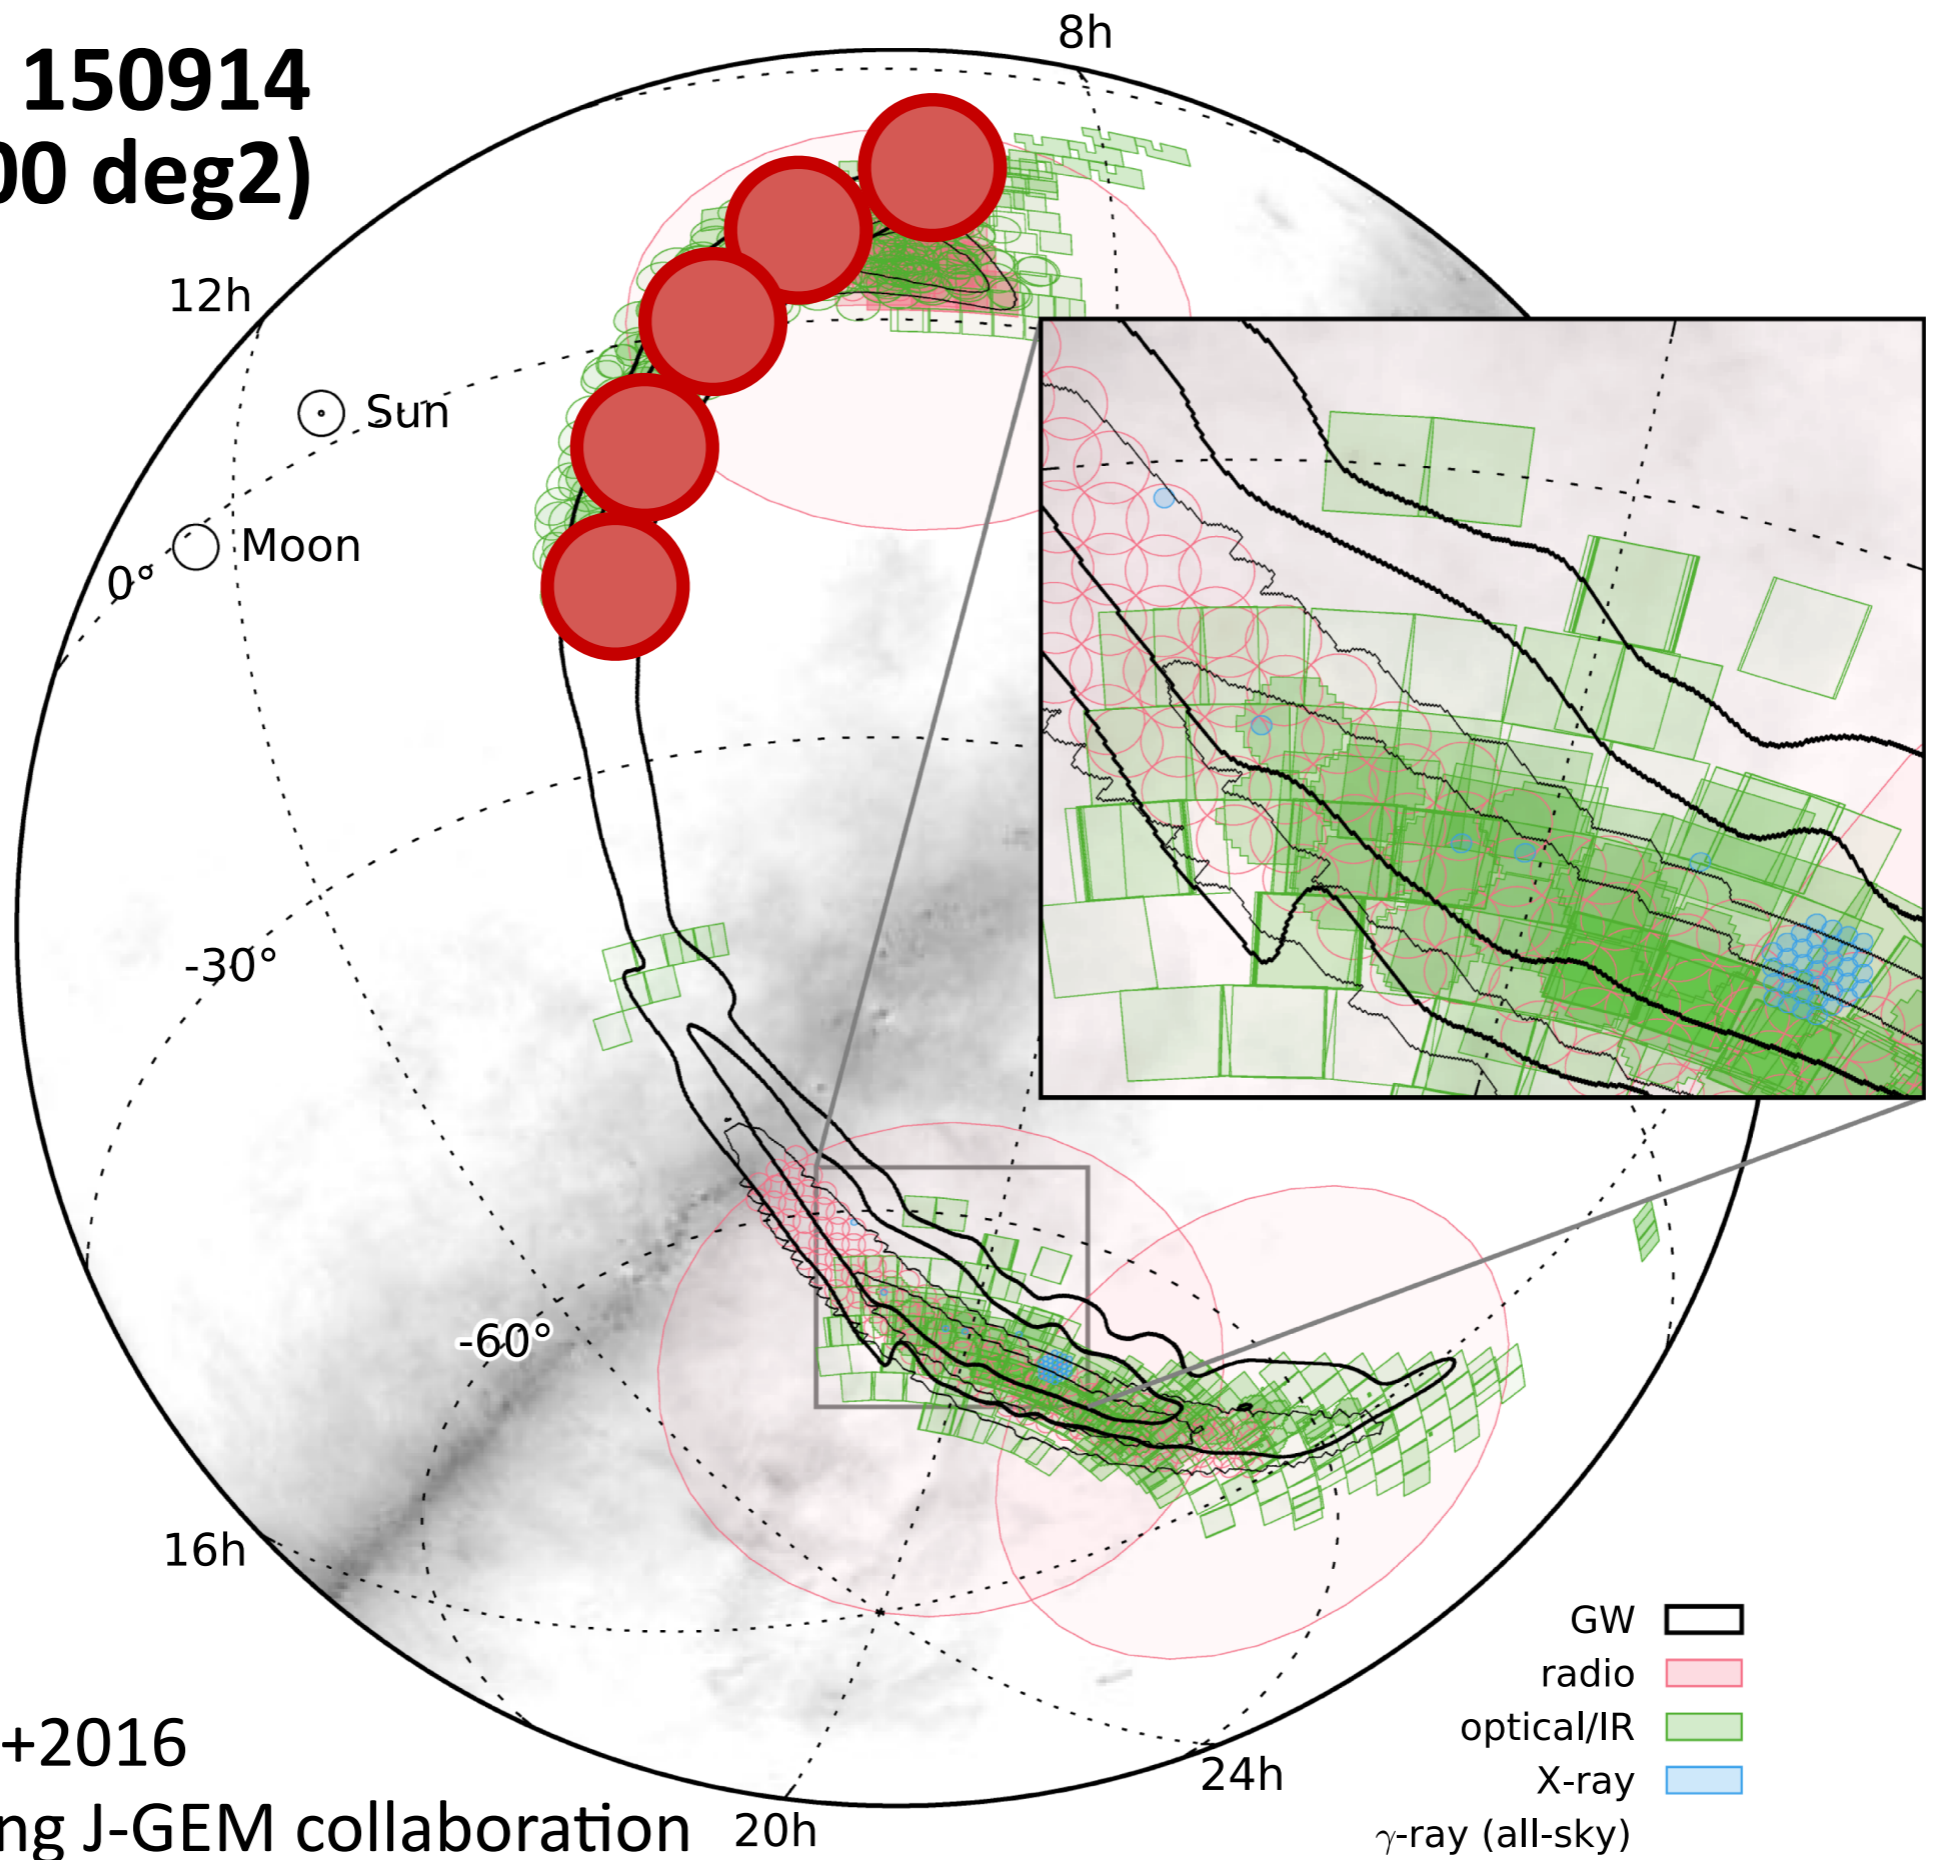 150914
00 deg2)
8h
12h
Sun
Moon
0°
-30°
-60°
16h
20h
24h
GW
radio
optical/IR
X-ray
γ-ray (all-sky)
+2016
ng J-GEM collaboration